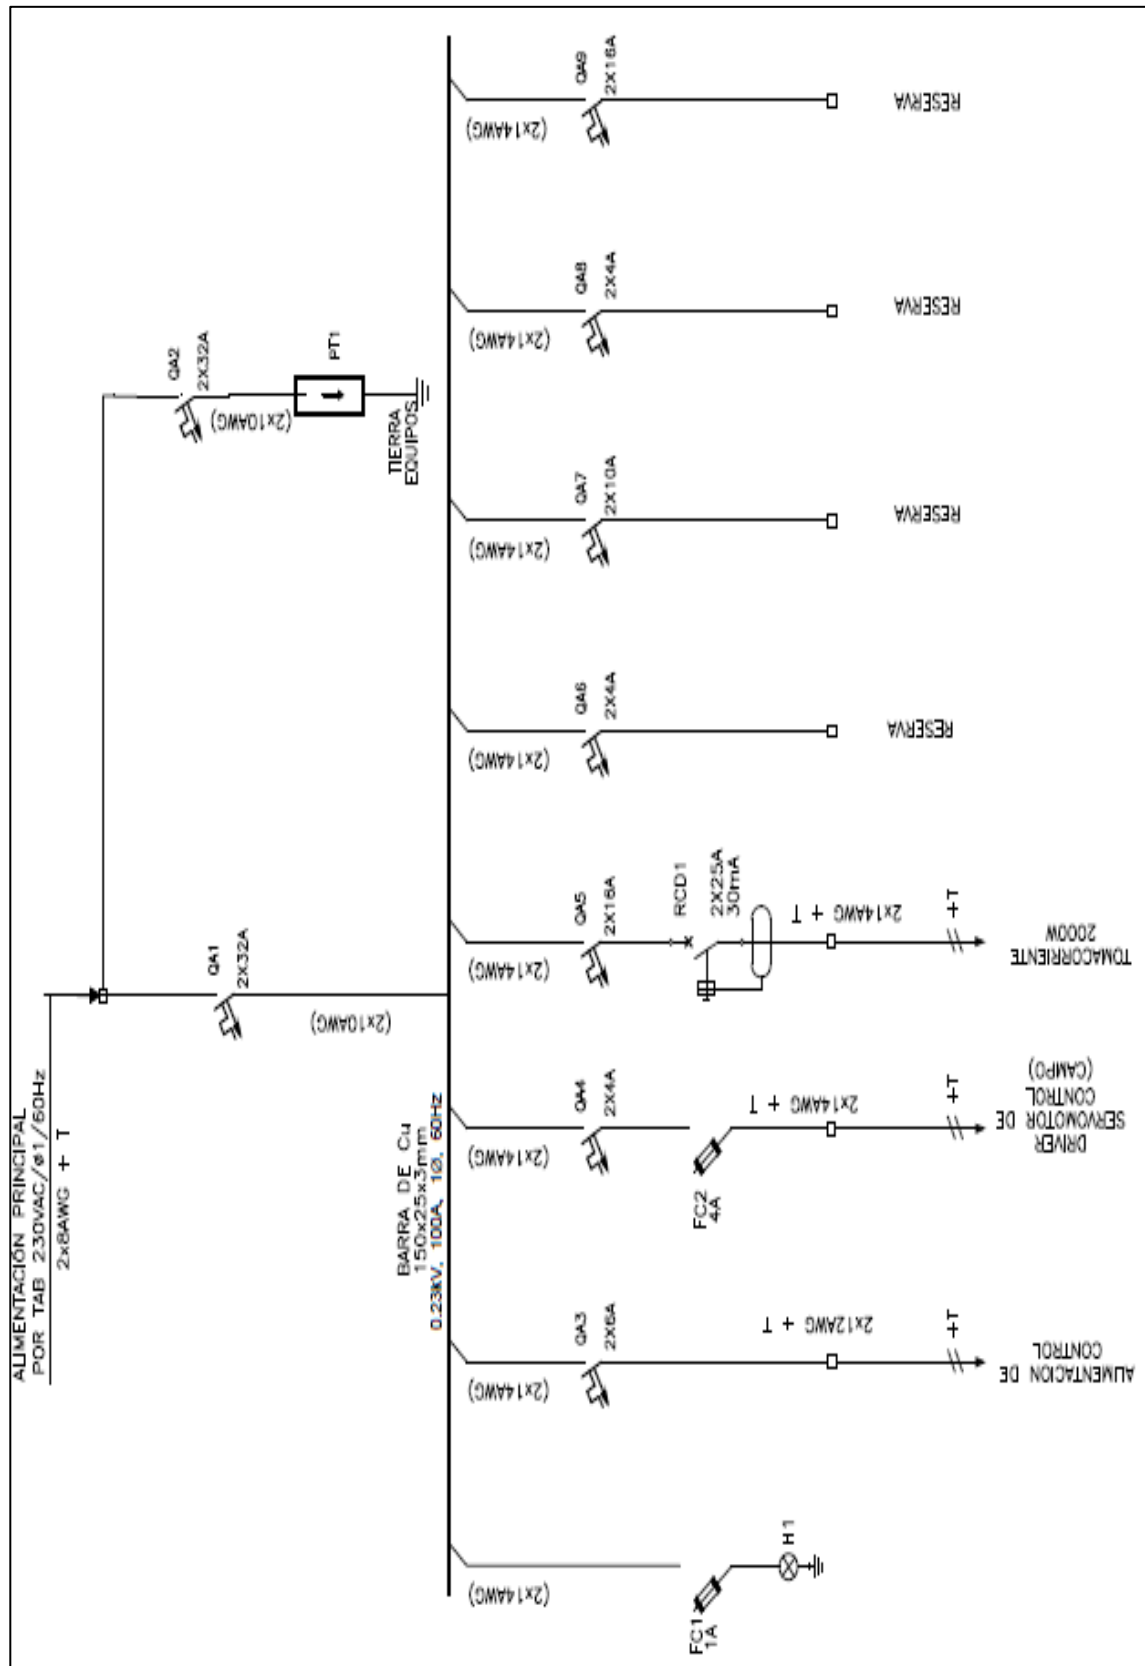 ALIMENTACIÓN PRINCIPAL
POR TAB 230VAC/ø1/60Hz
2x8AWG + T
QA1
2X32A
(2x10AWG)
QA2
2X32A
(2x10AWG)
PT1
TIERRA
EQUIPOS
BARRA DE Cu
150x25x3mm
0.23kV, 100A, 1Ø, 60Hz
(2x14AWG)
FC1
1A
H1
(2x14AWG)
QA3
2X6A
2x12AWG + T
+T
ALIMENTACION DE
CONTROL
(2x14AWG)
QA4
2X4A
FC2
4A
2x14AWG + T
+T
DRIVER
SERVOMOTOR DE
CONTROL
(CAMPO)
(2x14AWG)
QA5
2X16A
RCD1
2X25A
30mA
2x14AWG + T
+T
TOMACORRIENTE
2000W
(2x14AWG)
QA6
2X4A
RESERVA
(2x14AWG)
QA7
2X10A
RESERVA
(2x14AWG)
QA8
2X4A
RESERVA
(2x14AWG)
QA9
2X16A
RESERVA